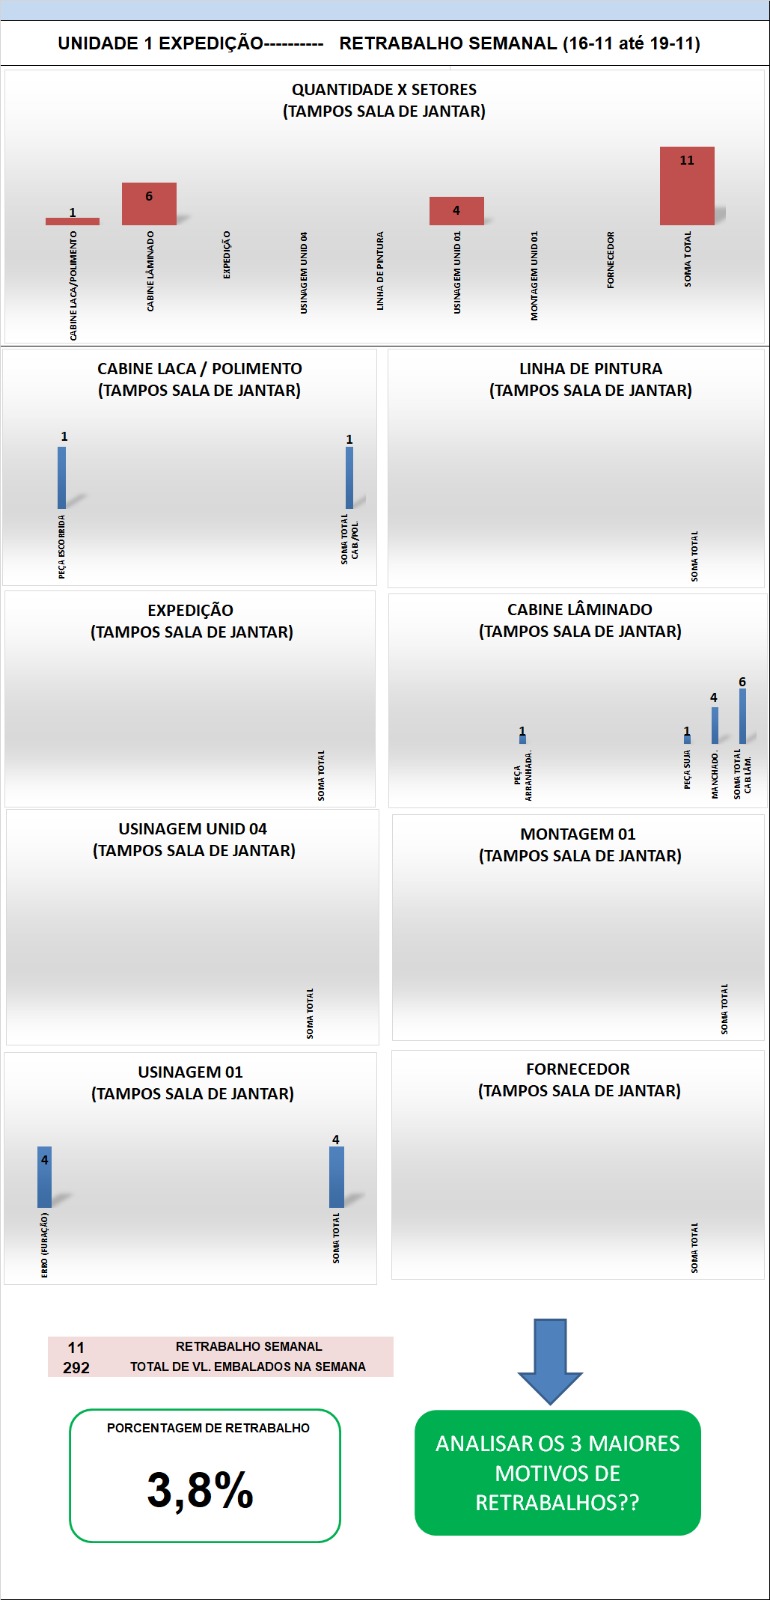 UNIDADE 1 EXPEDIÇÃO---------- RETRABALHO SEMANAL (16-11 até 19-11)
QUANTIDADE X SETORES
(TAMPOS SALA DE JANTAR)
1
6
4
11
CABINE LACA/POLIMENTO
CABINE LÂMINADO
EXPEDIÇÃO
USINAGEM UNID 04
LINHA DE PINTURA
USINAGEM UNID 01
MONTAGEM UNID 01
FORNECEDOR
SOMA TOTAL
CABINE LACA / POLIMENTO
(TAMPOS SALA DE JANTAR)
1
1
PEÇA ESCORRIDA
SOMA TOTAL
CAB./POL
LINHA DE PINTURA
(TAMPOS SALA DE JANTAR)
SOMA TOTAL
EXPEDIÇÃO
(TAMPOS SALA DE JANTAR)
SOMA TOTAL
CABINE LÂMINADO
(TAMPOS SALA DE JANTAR)
1
1
4
6
PEÇA
ARRANHADA.
PEÇA SUJA
MANCHADO.
SOMA TOTAL
CAB LÂM.
USINAGEM UNID 04
(TAMPOS SALA DE JANTAR)
SOMA TOTAL
MONTAGEM 01
(TAMPOS SALA DE JANTAR)
SOMA TOTAL
USINAGEM 01
(TAMPOS SALA DE JANTAR)
4
4
ERRO (FURAÇÃO)
SOMA TOTAL
FORNECEDOR
(TAMPOS SALA DE JANTAR)
SOMA TOTAL
11 RETRABALHO SEMANAL
292 TOTAL DE VL. EMBALADOS NA SEMANA
PORCENTAGEM DE RETRABALHO
3,8%
ANALISAR OS 3 MAIORES
MOTIVOS DE
RETRABALHOS??